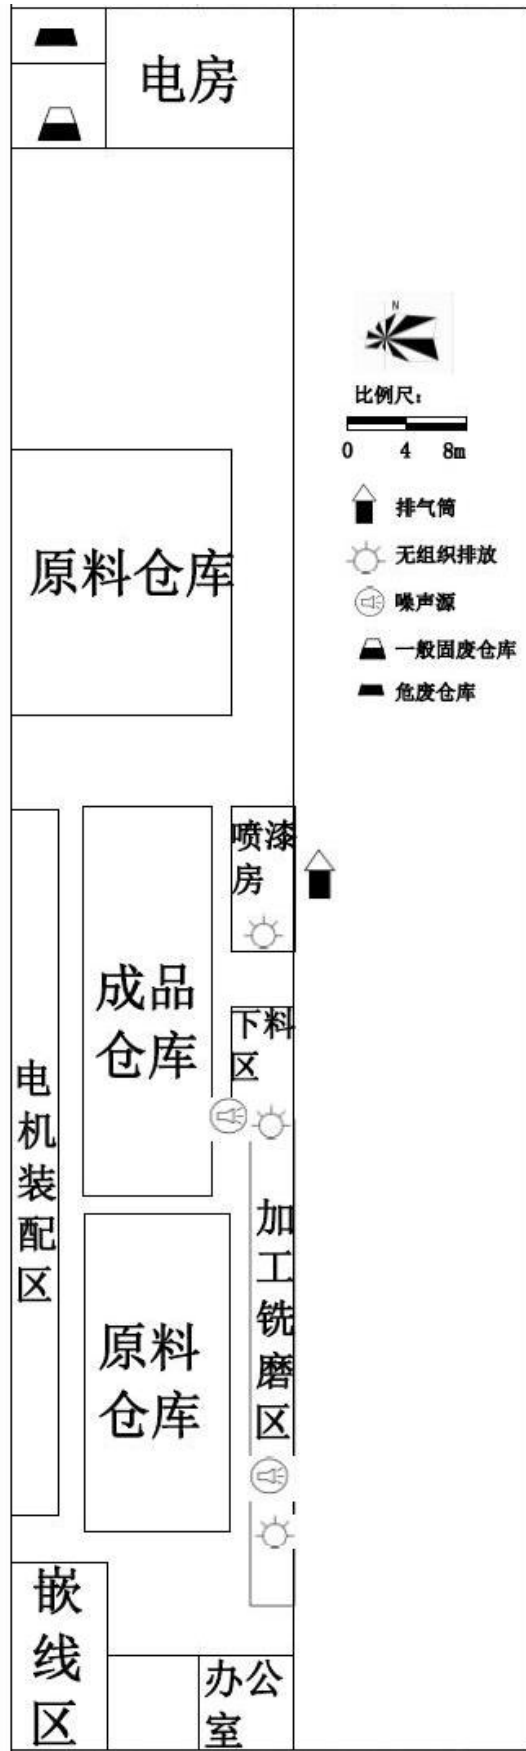 电房
N
比例尺:
0 4 8m
排气筒
无组织排放
噪声源
一般固废仓库
危废仓库
原料仓库
喷漆
房
成品
仓库
下料
区
电机装配区
加工铣磨区
原料
仓库
嵌线区
办公
室